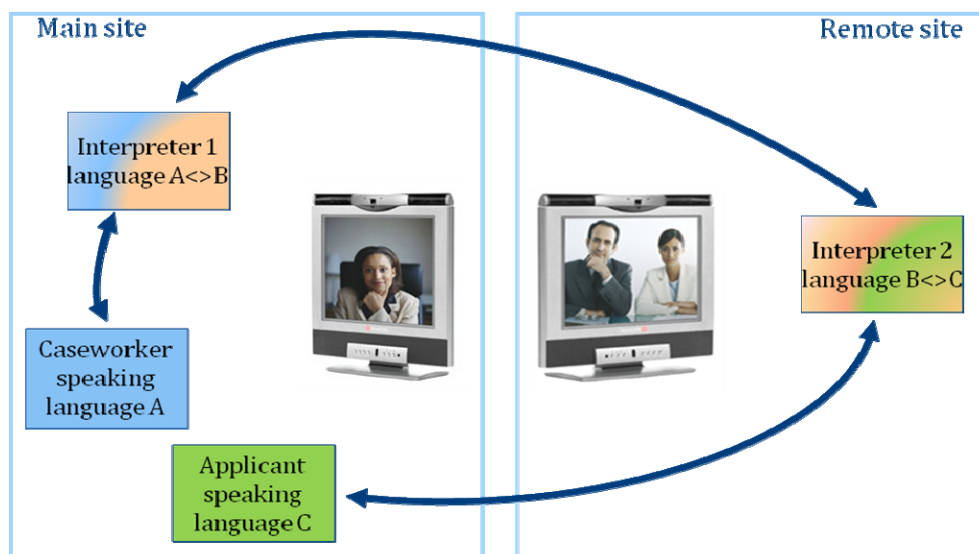 Main site
Remote site
Interpreter 1
language A<>B
Interpreter 2
language B<>C
Caseworker
speaking
language A
Applicant
speaking
language C